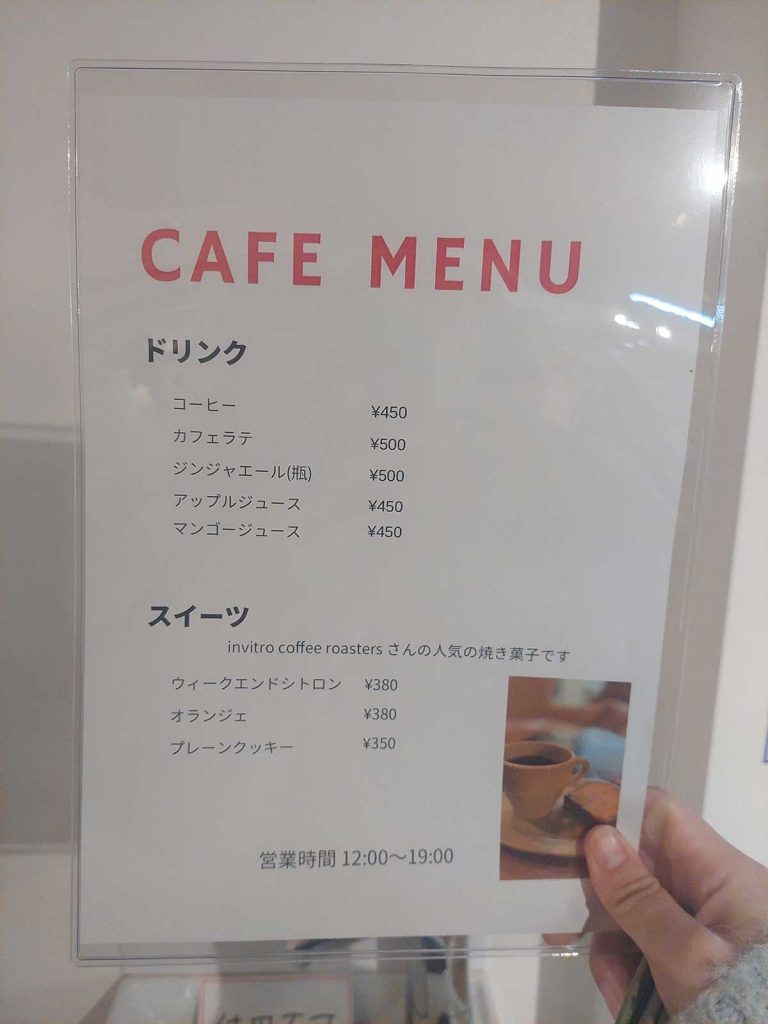 CAFE MENU
ドリンク
コーヒー ¥450
カフェラテ ¥500
ジンジャエール(瓶) ¥500
アップルジュース ¥450
マンゴージュース ¥450
スイーツ
invitro coffee roasters さんの人気の焼き菓子です
ウィークエンドシトロン ¥380
オランジェ ¥380
プレーンクッキー ¥350
営業時間 12:00～19:00